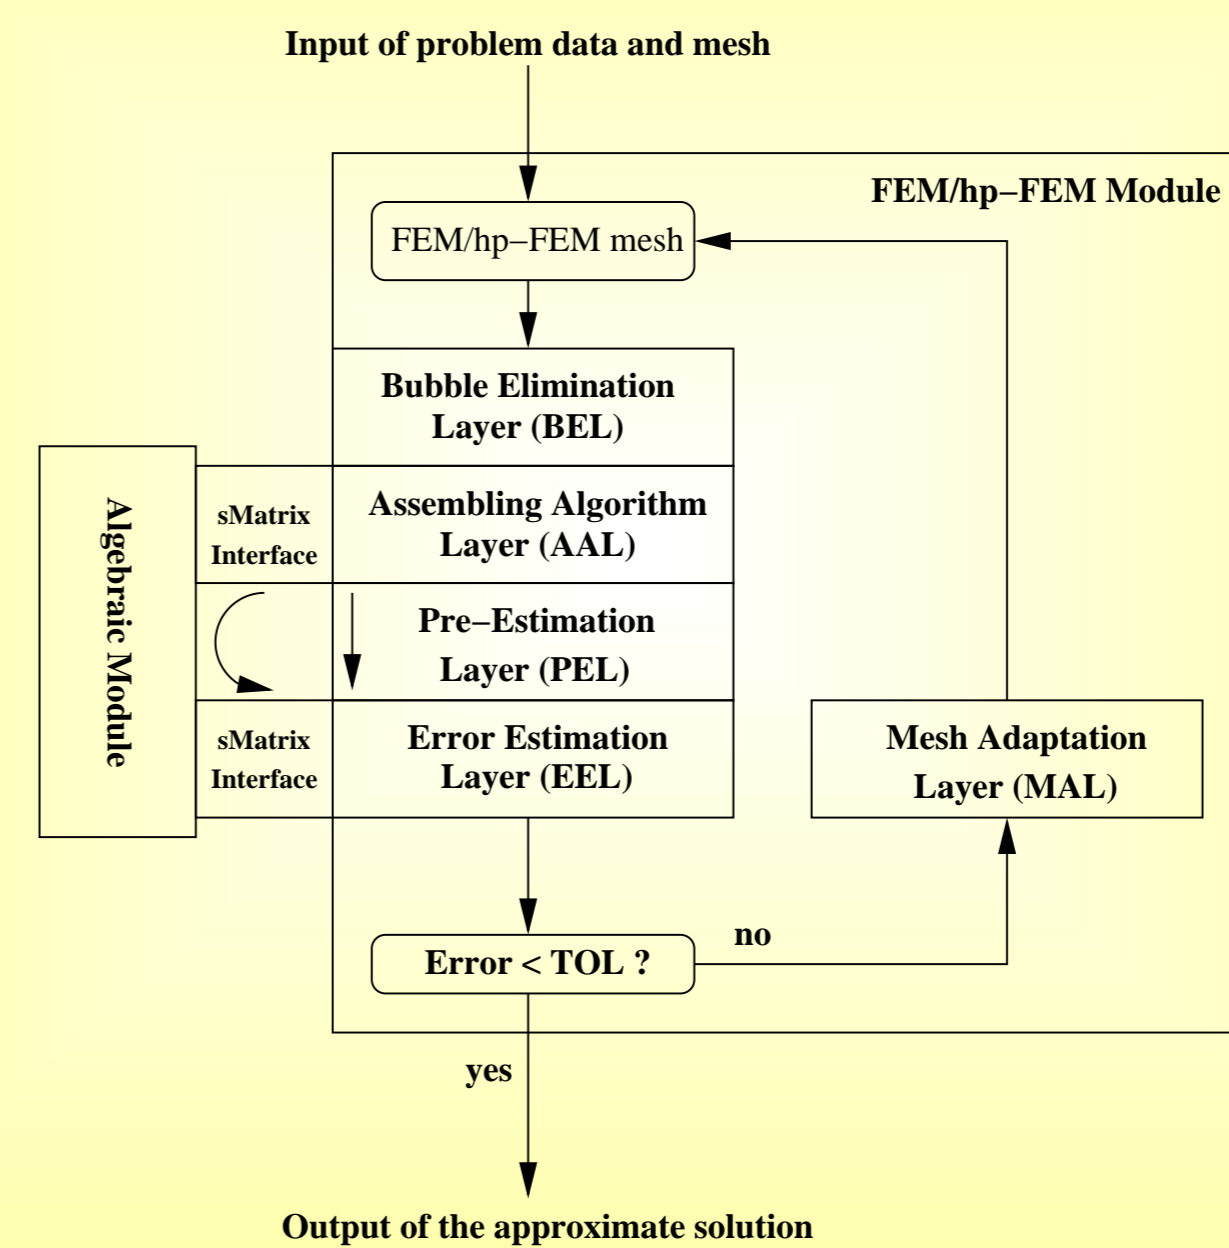 Input of problem data and mesh
FEM/hp−FEM Module
FEM/hp−FEM mesh
Bubble Elimination
Layer (BEL)
Algebraic Module
sMatrix
Interface
Assembling Algorithm
Layer (AAL)
Pre−Estimation
Layer (PEL)
sMatrix
Interface
Error Estimation
Layer (EEL)
Mesh Adaptation
Layer (MAL)
Error < TOL ?
no
yes
Output of the approximate solution